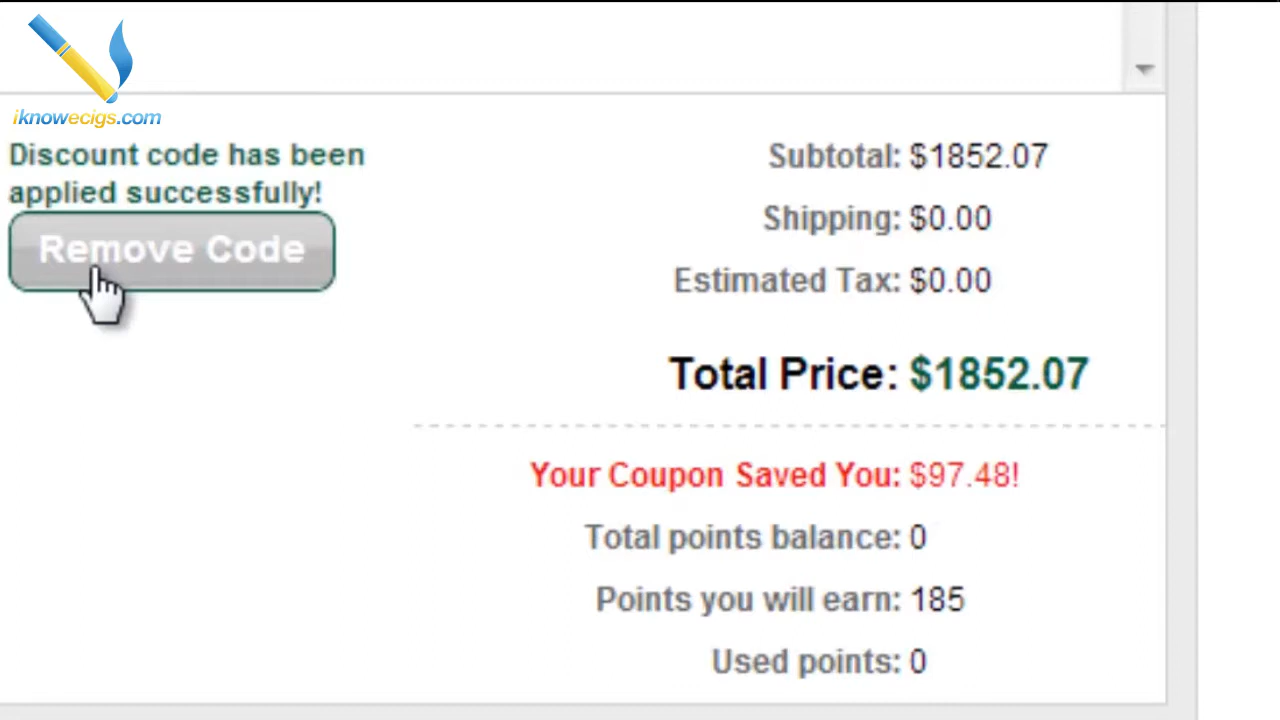 iknowecigs.com
Discount code has been
applied successfully!
Remove Code
Subtotal: $1852.07
Shipping: $0.00
Estimated Tax: $0.00
Total Price: $1852.07
Your Coupon Saved You: $97.48!
Total points balance: 0
Points you will earn: 185
Used points: 0